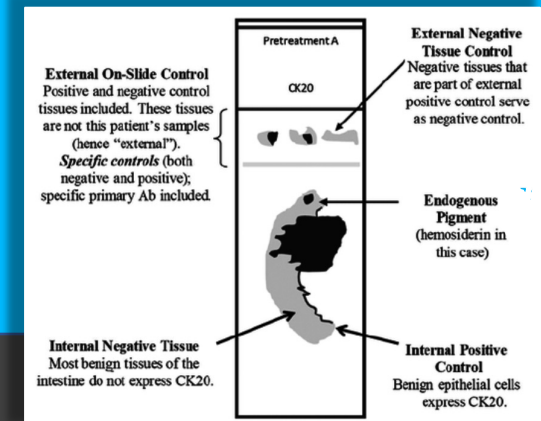 Pretreatment A
CK20
External On-Slide Control
Positive and negative control
tissues included. These tissues
are not this patient's samples
(hence "external").
Specific controls (both
negative and positive);
specific primary Ab included.
External Negative
Tissue Control
Negative tissues that
are part of external
positive control serve
as negative control.
Endogenous
Pigment
(hemosiderin in
this case)
Internal Negative Tissue
Most benign tissues of the
intestine do not express CK20.
Internal Positive
Control
Benign epithelial cells
express CK20.